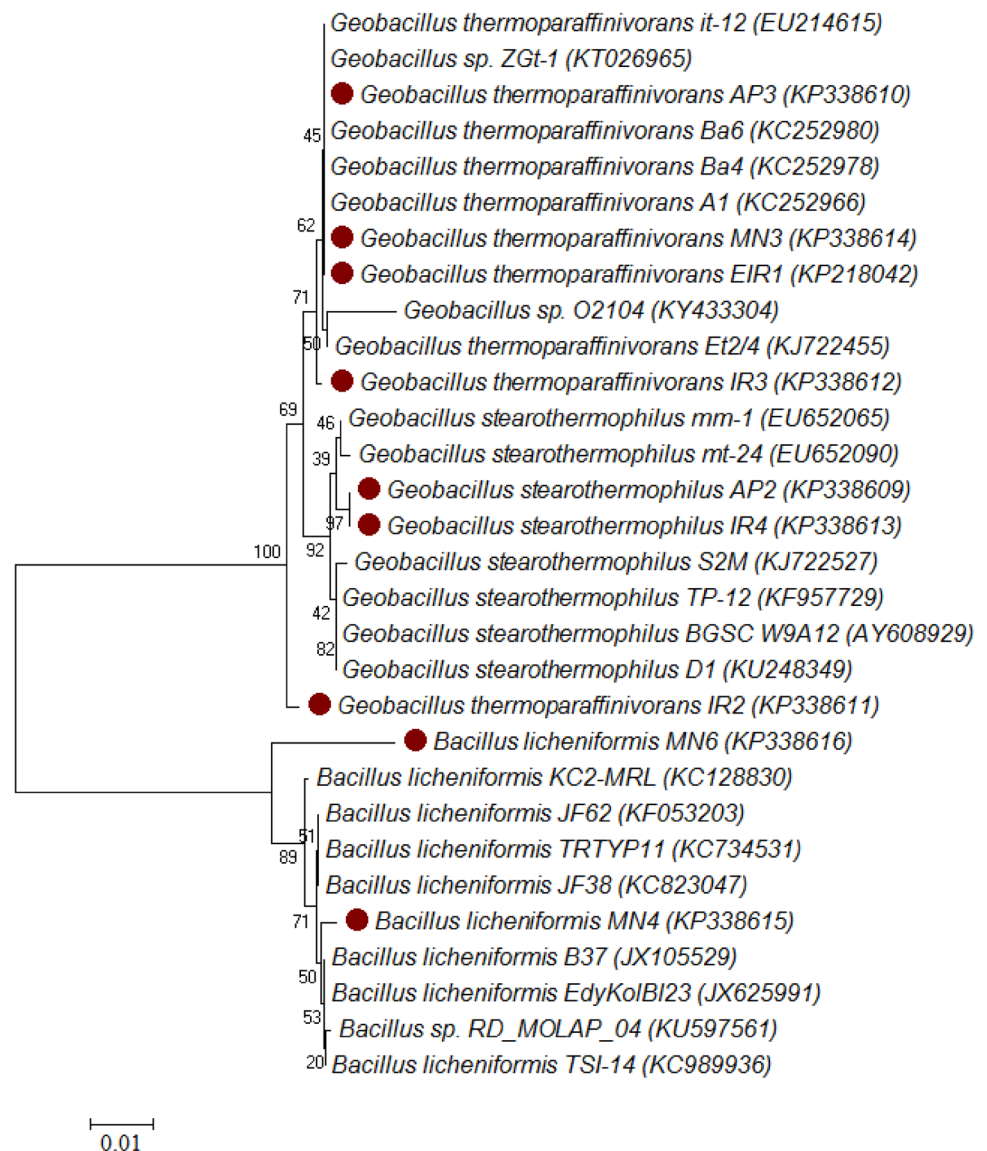 Geobacillus thermoparaffinivorans it-12 (EU214615)
Geobacillus sp. ZGt-1 (KT026965)
Geobacillus thermoparaffinivorans AP3 (KP338610)
45
Geobacillus thermoparaffinivorans Ba6 (KC252980)
Geobacillus thermoparaffinivorans Ba4 (KC252978)
Geobacillus thermoparaffinivorans A1 (KC252966)
62
Geobacillus thermoparaffinivorans MN3 (KP338614)
Geobacillus thermoparaffinivorans EIR1 (KP218042)
71
Geobacillus sp. O2104 (KY433304)
50
Geobacillus thermoparaffinivorans Et2/4 (KJ722455)
Geobacillus thermoparaffinivorans IR3 (KP338612)
69
46
Geobacillus stearothermophilus mm-1 (EU652065)
39
Geobacillus stearothermophilus mt-24 (EU652090)
Geobacillus stearothermophilus AP2 (KP338609)
97
Geobacillus stearothermophilus IR4 (KP338613)
100
92
Geobacillus stearothermophilus S2M (KJ722527)
Geobacillus stearothermophilus TP-12 (KF957729)
42
Geobacillus stearothermophilus BGSC W9A12 (AY608929)
82
Geobacillus stearothermophilus D1 (KU248349)
Geobacillus thermoparaffinivorans IR2 (KP338611)
Bacillus licheniformis MN6 (KP338616)
Bacillus licheniformis KC2-MRL (KC128830)
Bacillus licheniformis JF62 (KF053203)
51
89
Bacillus licheniformis TRTYP11 (KC734531)
Bacillus licheniformis JF38 (KC823047)
71
Bacillus licheniformis MN4 (KP338615)
Bacillus licheniformis B37 (JX105529)
50
Bacillus licheniformis EdyKolBI23 (JX625991)
53
Bacillus sp. RD_MOLAP_04 (KU597561)
20
Bacillus licheniformis TSI-14 (KC989936)
0.01